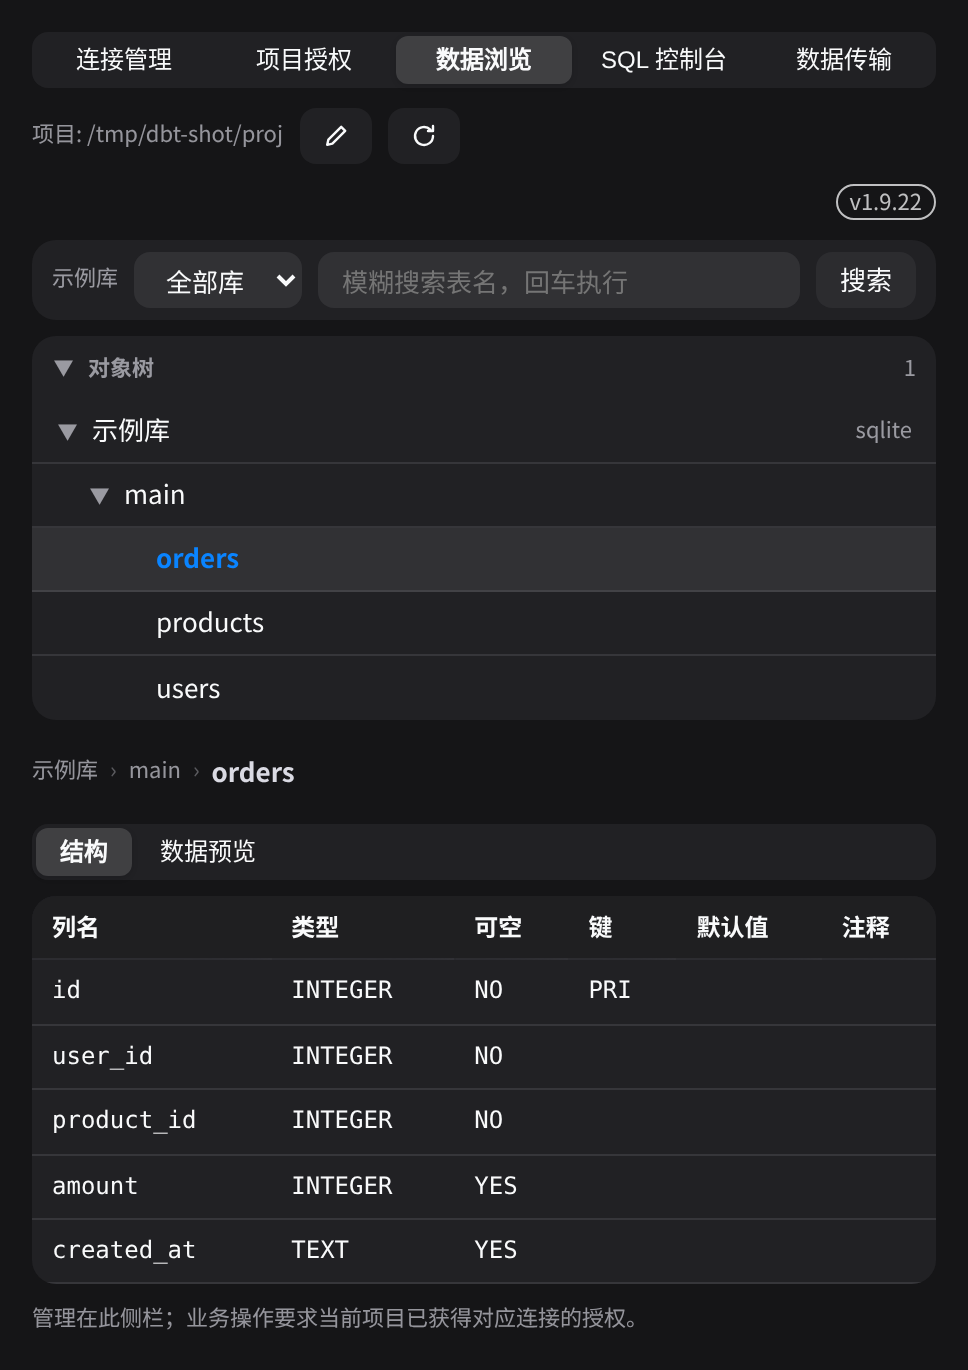 连接管理 项目授权 数据浏览 SQL 控制台 数据传输
项目: /tmp/dbt-shot/proj
v1.9.22
示例库 全部库 模糊搜索表名，回车执行 搜索
对象树 1
示例库 sqlite
main
orders
products
users
示例库 › main › orders
结构 数据预览
列名 类型 可空 键 默认值 注释
id INTEGER NO PRI
user_id INTEGER NO
product_id INTEGER NO
amount INTEGER YES
created_at TEXT YES
管理在此侧栏；业务操作要求当前项目已获得对应连接的授权。